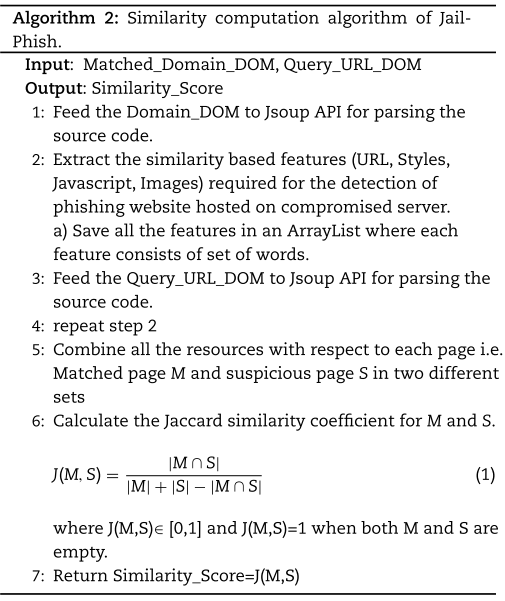 Algorithm 2: Similarity computation algorithm of Jail-
Phish.
Input: Matched_Domain_DOM, Query_URL_DOM
Output: Similarity_Score
1: Feed the Domain_DOM to Jsoup API for parsing the
source code.
2: Extract the similarity based features (URL, Styles,
Javascript, Images) required for the detection of
phishing website hosted on compromised server.
a) Save all the features in an ArrayList where each
feature consists of set of words.
3: Feed the Query_URL_DOM to Jsoup API for parsing the
source code.
4: repeat step 2
5: Combine all the resources with respect to each page i.e.
Matched page M and suspicious page S in two different
sets
6: Calculate the Jaccard similarity coefficient for M and S.
J(M, S) = |M ∩ S| / |M| + |S| − |M ∩ S| (1)
where J(M,S)∈ [0,1] and J(M,S)=1 when both M and S are
empty.
7: Return Similarity_Score=J(M,S)